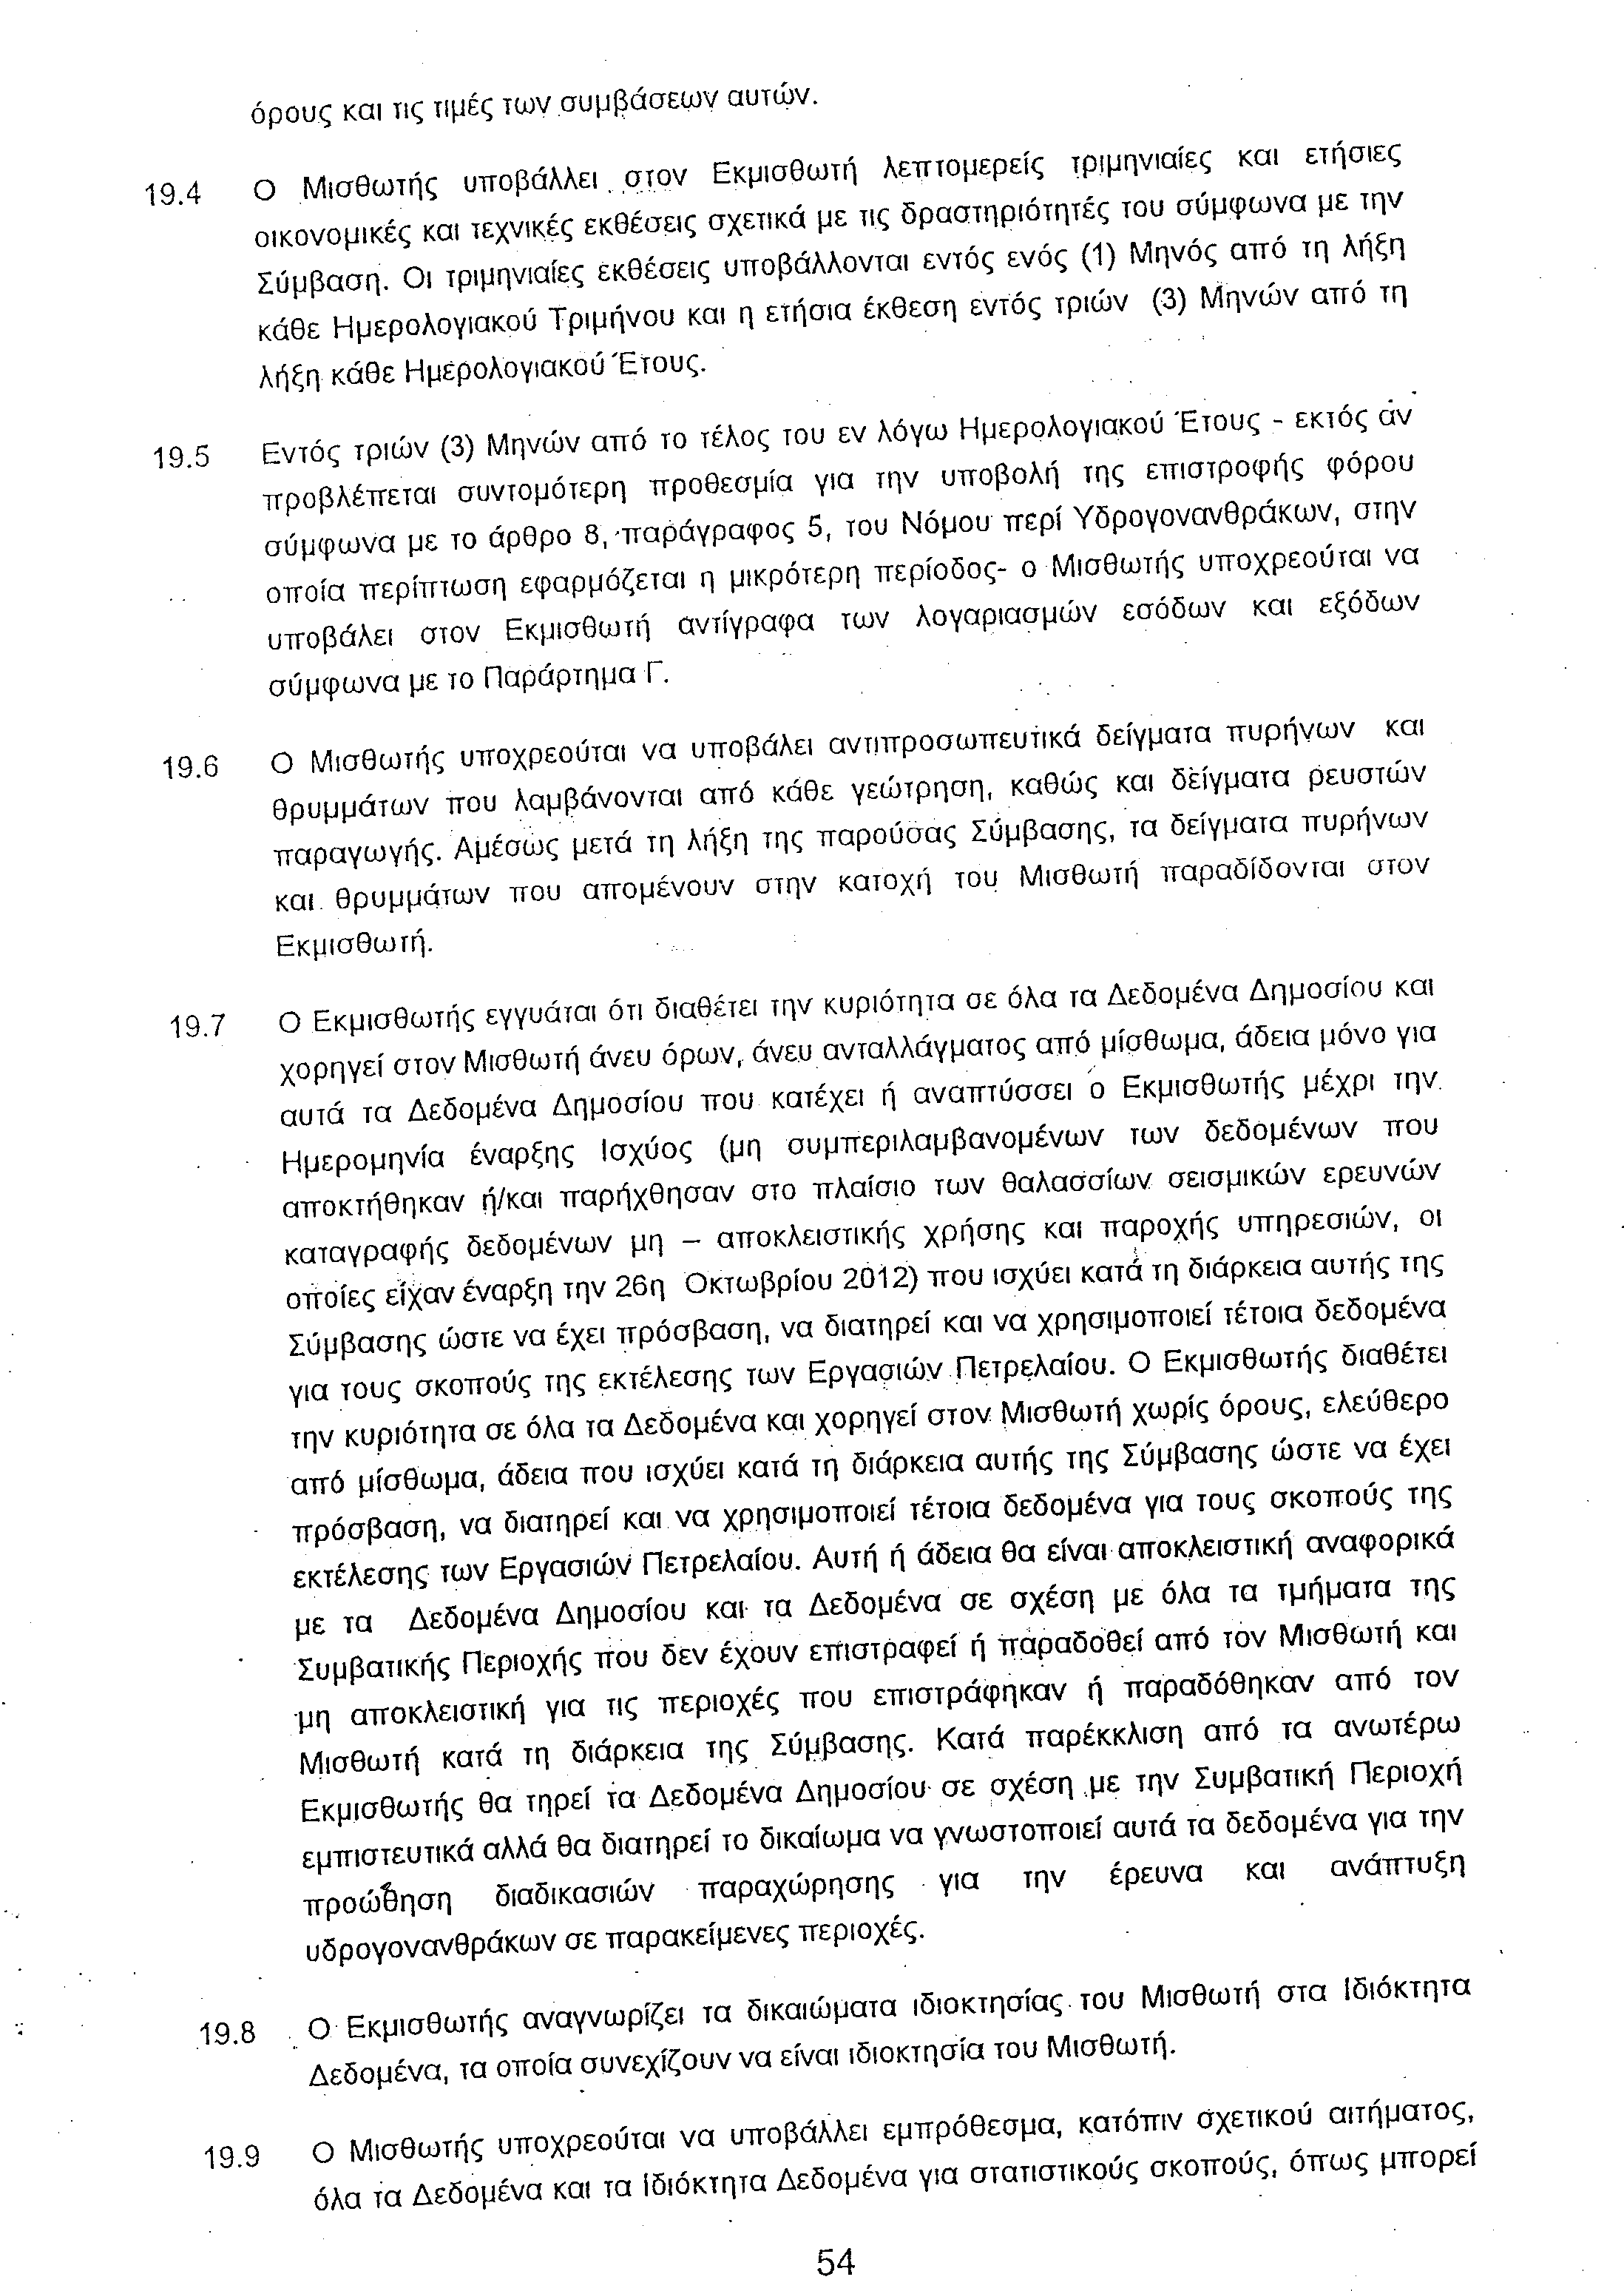 όρους και τις τιμές των συμβάσεων αυτών.
19.4 Ο Μισθωτής υποβάλλει στον Εκμισθωτή λεπτομερείς τριμηνιαίες και ετήσιες
οικονομικές και τεχνικές εκθέσεις σχετικά με τις δραστηριότητές του σύμφωνα με την
Σύμβαση. Οι τριμηνιαίες εκθέσεις υποβάλλονται εντός ενός (1) Μηνός από τη λήξη
κάθε Ημερολογιακού Τριμήνου και η ετήσια έκθεση εντός τριών (3) Μηνών από τη
λήξη κάθε Ημερολογιακού Έτους.
19.5 Εντός τριών (3) Μηνών από το τέλος του εν λόγω Ημερολογιακού Έτους - εκτός αν
προβλέπεται συντομότερη προθεσμία για την υποβολή της επιστροφής φόρου
σύμφωνα με το άρθρο 8, παράγραφος 5, του Νόμου περί Υδρογονανθράκων, στην
οποία περίπτωση εφαρμόζεται η μικρότερη περίοδος- ο Μισθωτής υποχρεούται να
υποβάλει στον Εκμισθωτή αντίγραφα των λογαριασμών εσόδων και εξόδων
σύμφωνα με το Παράρτημα Γ.
19.6 Ο Μισθωτής υποχρεούται να υποβάλει αντιπροσωπευτικά δείγματα πυρήνων και
θρυμμάτων που λαμβάνονται από κάθε γεώτρηση, καθώς και δείγματα ρευστών
παραγωγής. Αμέσως μετά τη λήξη της παρούσας Σύμβασης, τα δείγματα πυρήνων
και θρυμμάτων που απομένουν στην κατοχή του Μισθωτή παραδίδονται στον
Εκμισθωτή.
19.7 Ο Εκμισθωτής εγγυάται ότι διαθέτει την κυριότητα σε όλα τα Δεδομένα Δημοσίου και
χορηγεί στον Μισθωτή άνευ όρων, άνευ ανταλλάγματος από μίσθωμα, άδεια μόνο για
αυτά τα Δεδομένα Δημοσίου που κατέχει ή αναπτύσσει ο Εκμισθωτής μέχρι την
Ημερομηνία έναρξης Ισχύος (μη συμπεριλαμβανομένων των δεδομένων που
αποκτήθηκαν ή/και παρήχθησαν στο πλαίσιο των θαλασσίων σεισμικών ερευνών
καταγραφής δεδομένων μη – αποκλειστικής χρήσης και παροχής υπηρεσιών, οι
οποίες είχαν έναρξη την 26η Οκτωβρίου 2012) που ισχύει κατά τη διάρκεια αυτής της
Σύμβασης ώστε να έχει πρόσβαση, να διατηρεί και να χρησιμοποιεί τέτοια δεδομένα
για τους σκοπούς της εκτέλεσης των Εργασιών Πετρελαίου. Ο Εκμισθωτής διαθέτει
την κυριότητα σε όλα τα Δεδομένα και χορηγεί στον Μισθωτή χωρίς όρους, ελεύθερο
από μίσθωμα, άδεια που ισχύει κατά τη διάρκεια αυτής της Σύμβασης ώστε να έχει
πρόσβαση, να διατηρεί και να χρησιμοποιεί τέτοια δεδομένα για τους σκοπούς της
εκτέλεσης των Εργασιών Πετρελαίου. Αυτή ή άδεια θα είναι αποκλειστική αναφορικά
με τα Δεδομένα Δημοσίου και τα Δεδομένα σε σχέση με όλα τα τμήματα της
Συμβατικής Περιοχής που δεν έχουν επιστραφεί ή παραδοθεί από τον Μισθωτή και
μη αποκλειστική για τις περιοχές που επιστράφηκαν ή παραδόθηκαν από τον
Μισθωτή κατά τη διάρκεια της Σύμβασης. Κατά παρέκκλιση από τα ανωτέρω
Εκμισθωτής θα τηρεί τα Δεδομένα Δημοσίου σε σχέση με την Συμβατική Περιοχή
εμπιστευτικά αλλά θα διατηρεί το δικαίωμα να γνωστοποιεί αυτά τα δεδομένα για την
προώθηση διαδικασιών παραχώρησης για την έρευνα και ανάπτυξη
υδρογονανθράκων σε παρακείμενες περιοχές.
19.8 Ο Εκμισθωτής αναγνωρίζει τα δικαιώματα ιδιοκτησίας του Μισθωτή στα Ιδιόκτητα
Δεδομένα, τα οποία συνεχίζουν να είναι ιδιοκτησία του Μισθωτή.
19.9 Ο Μισθωτής υποχρεούται να υποβάλλει εμπρόθεσμα, κατόπιν σχετικού αιτήματος,
όλα τα Δεδομένα και τα Ιδιόκτητα Δεδομένα για στατιστικούς σκοπούς, όπως μπορεί
54